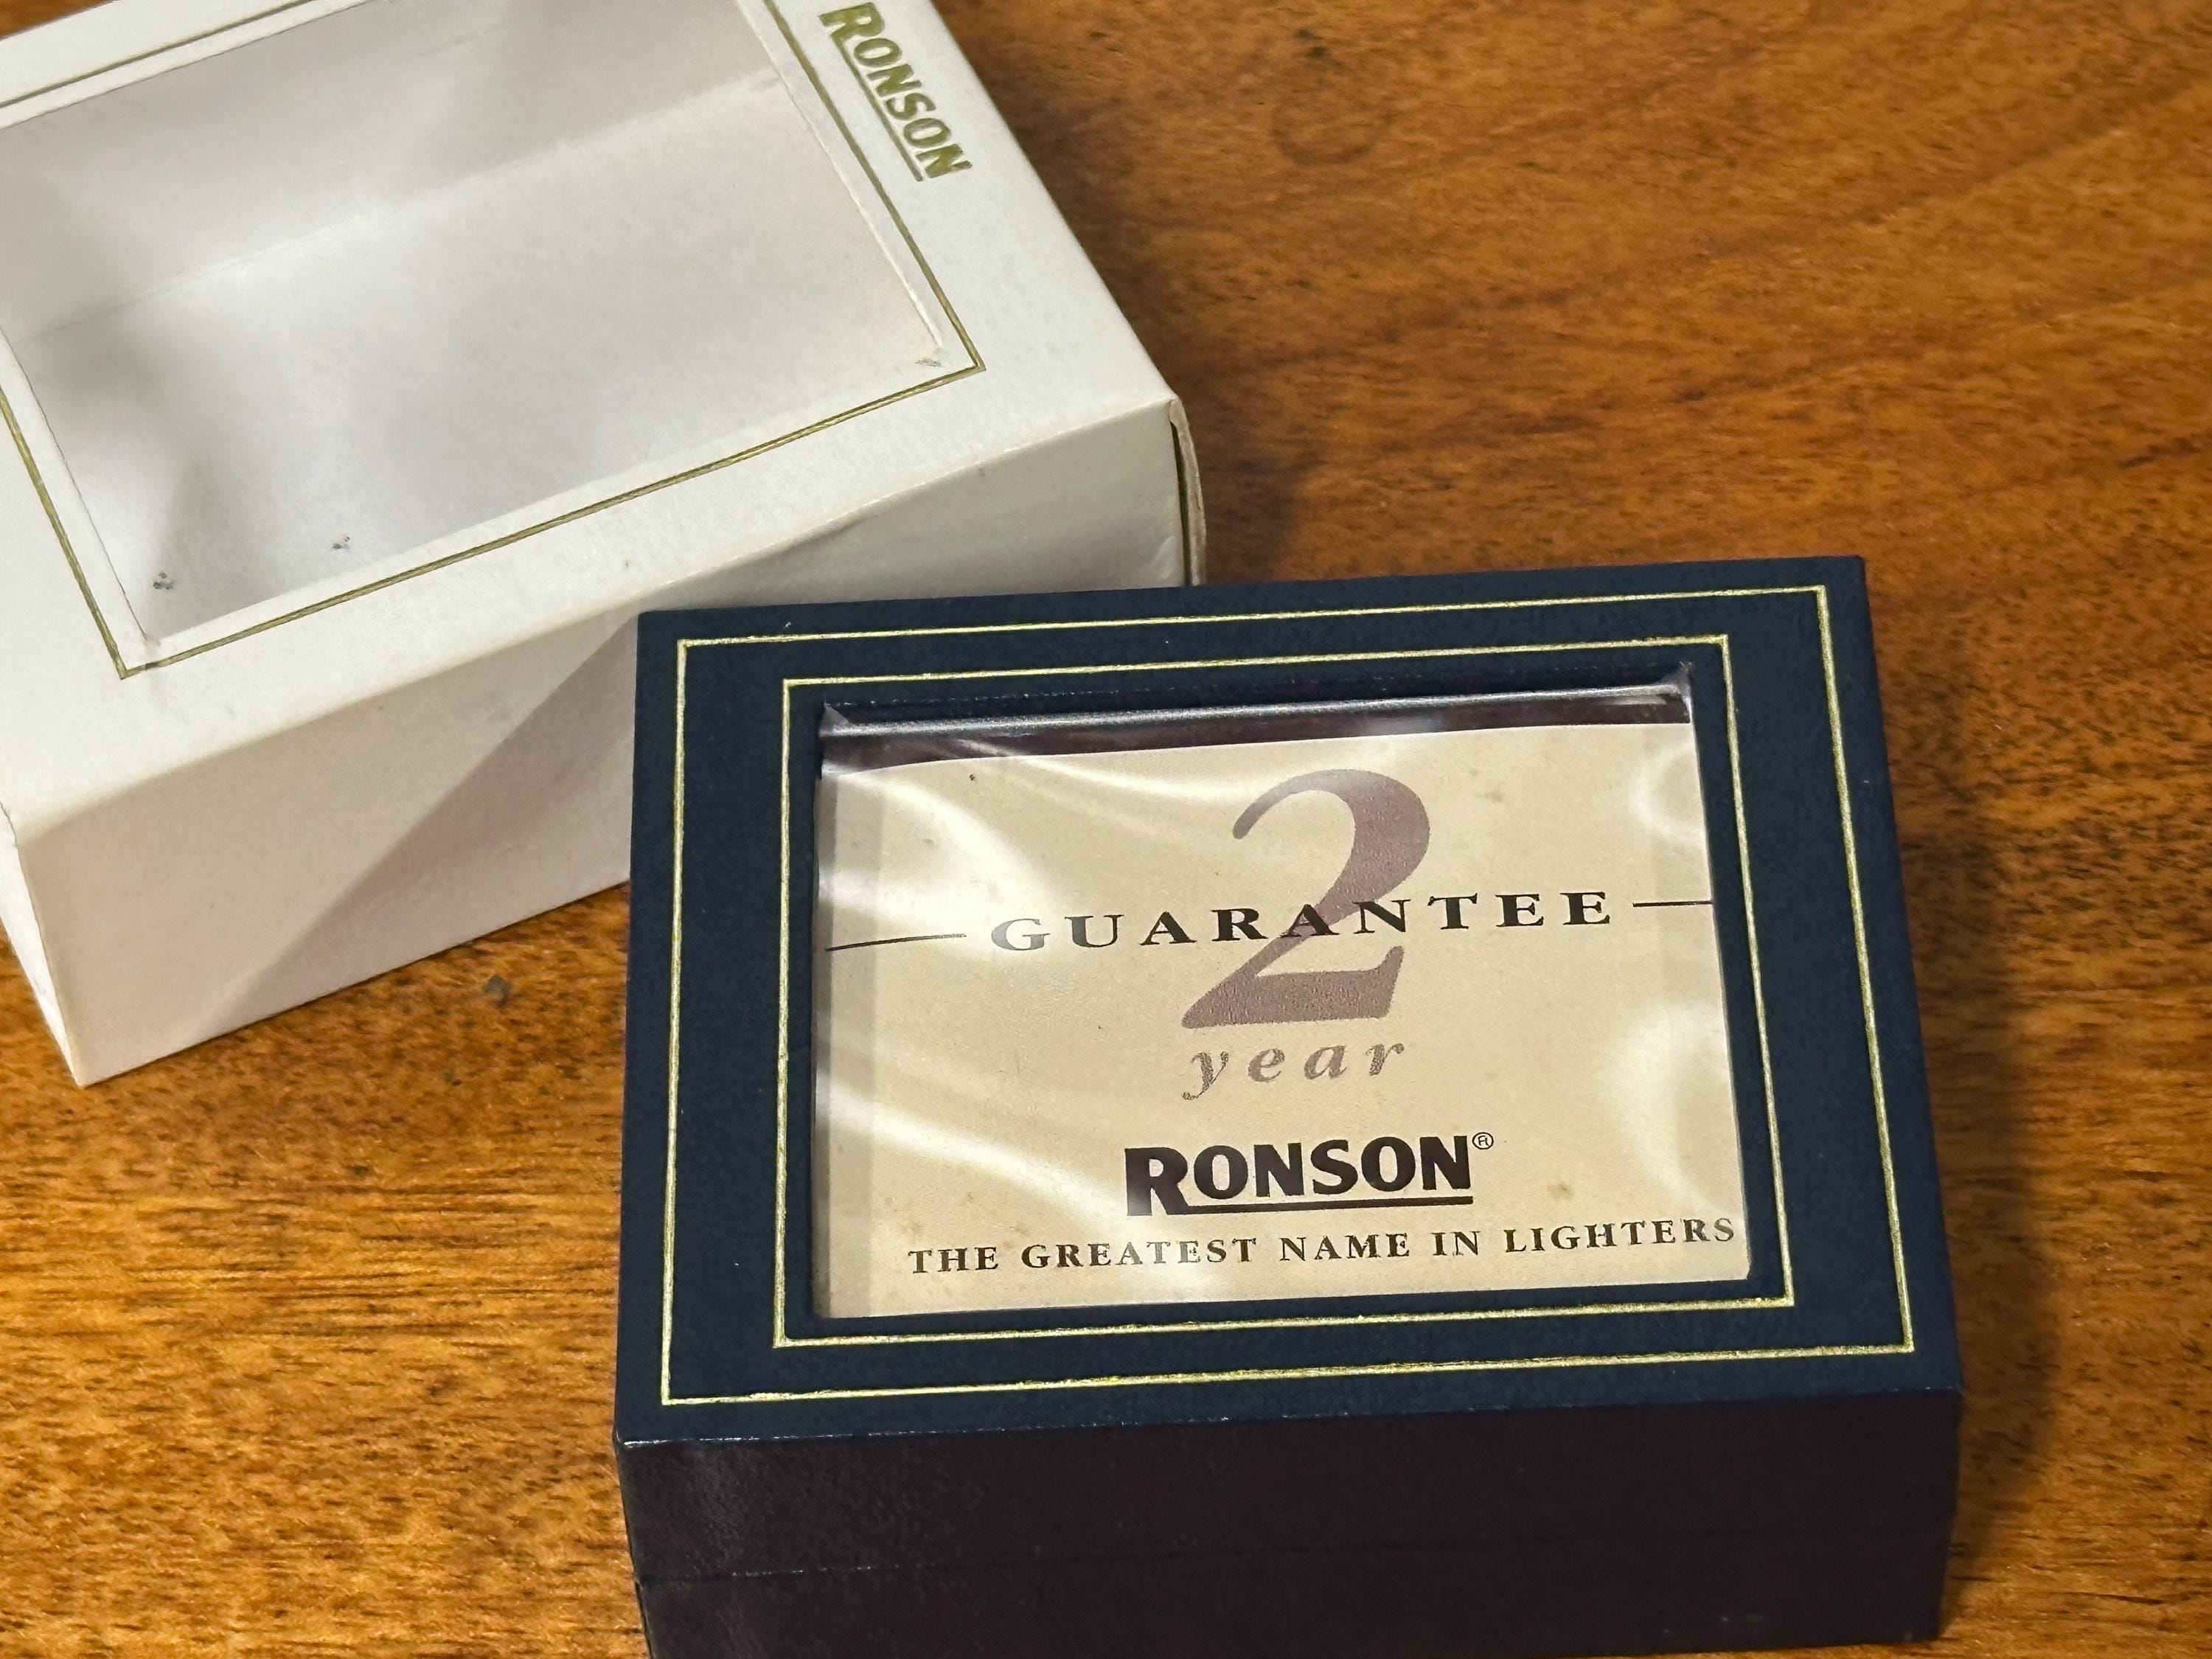 RONSON
2
GUARANTEE
year
RONSON®
THE GREATEST NAME IN LIGHTERS